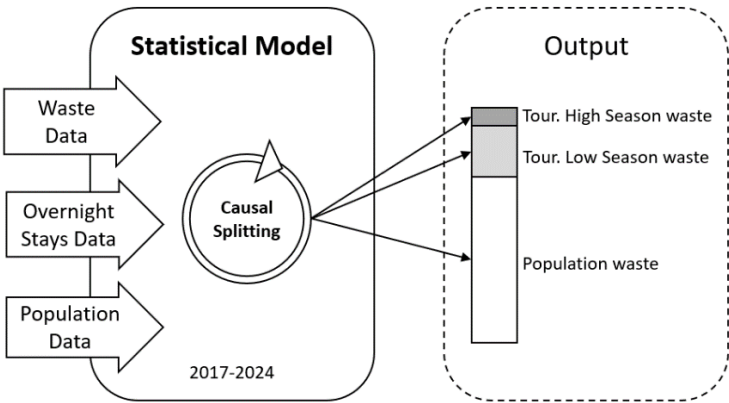 Statistical Model
Waste
Data
Overnight
Stays Data
Population
Data
Causal
Splitting
2017-2024
Output
Tour. High Season waste
Tour. Low Season waste
Population waste